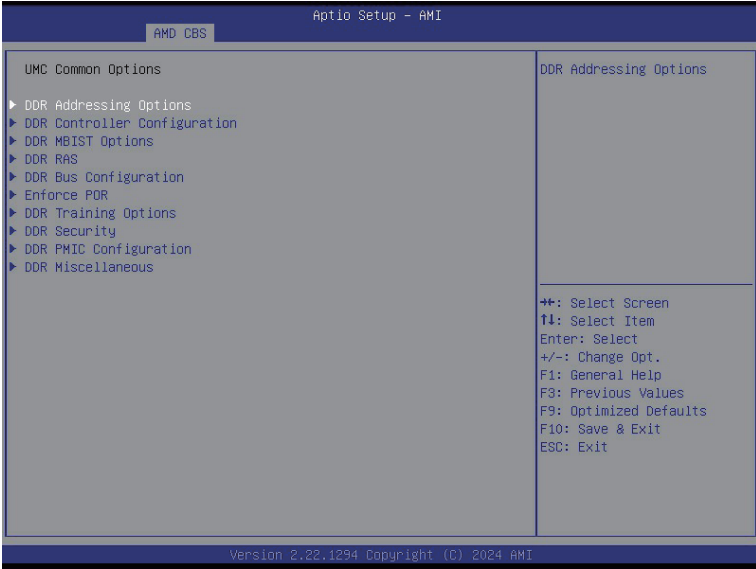 Aptio Setup - AMI
AMD CBS
UMC Common Options
DDR Addressing Options
DDR Controller Configuration
DDR MBIST Options
DDR RAS
DDR Bus Configuration
Enforce POR
DDR Training Options
DDR Security
DDR PMIC Configuration
DDR Miscellaneous
DDR Addressing Options
→←: Select Screen
↑↓: Select Item
Enter: Select
+/-: Change Opt.
F1: General Help
F3: Previous Values
F9: Optimized Defaults
F10: Save & Exit
ESC: Exit
Version 2.22.1294 Copyright (C) 2024 AMI